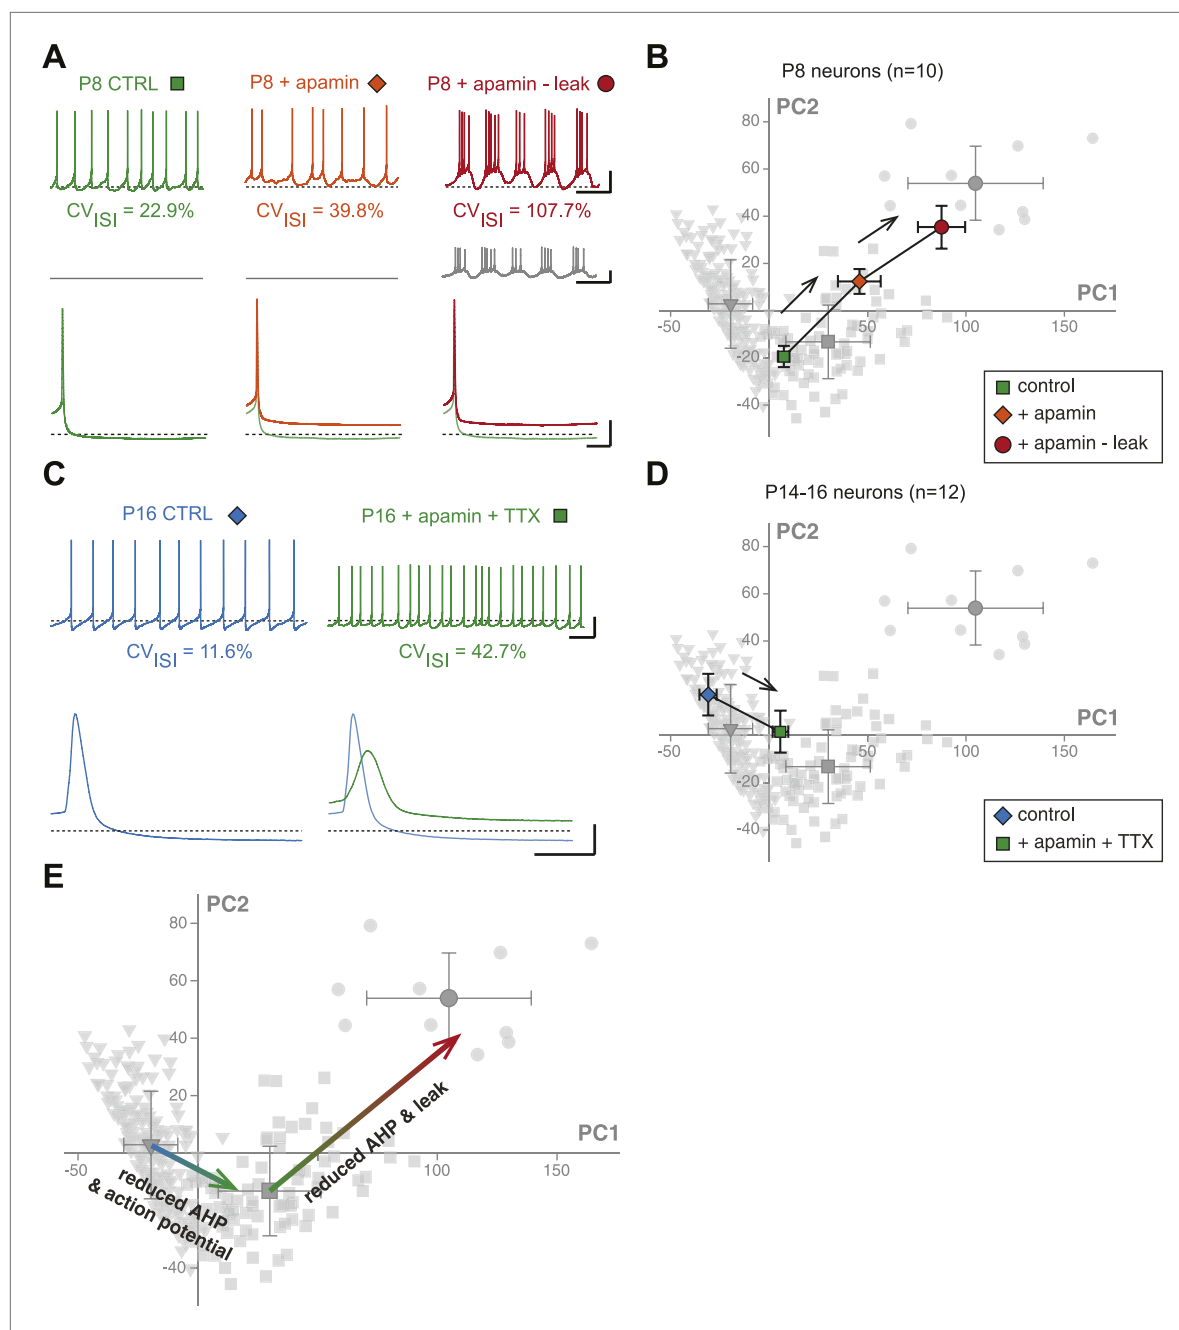 A
P8 CTRL
P8 + apamin
P8 + apamin - leak
CVISI = 22.9%
CVISI = 39.8%
CVISI = 107.7%
B
P8 neurons (n=10)
PC2
80
60
40
20
-20
-40
-50
50
100
150
PC1
control
+ apamin
+ apamin - leak
C
P16 CTRL
P16 + apamin + TTX
CVISI = 11.6%
CVISI = 42.7%
D
P14-16 neurons (n=12)
PC2
80
60
40
20
-20
-40
-50
50
100
150
PC1
control
+ apamin + TTX
E
PC2
80
60
40
20
-40
-50
100
150
PC1
reduced AHP
& action potential
reduced AHP & leak